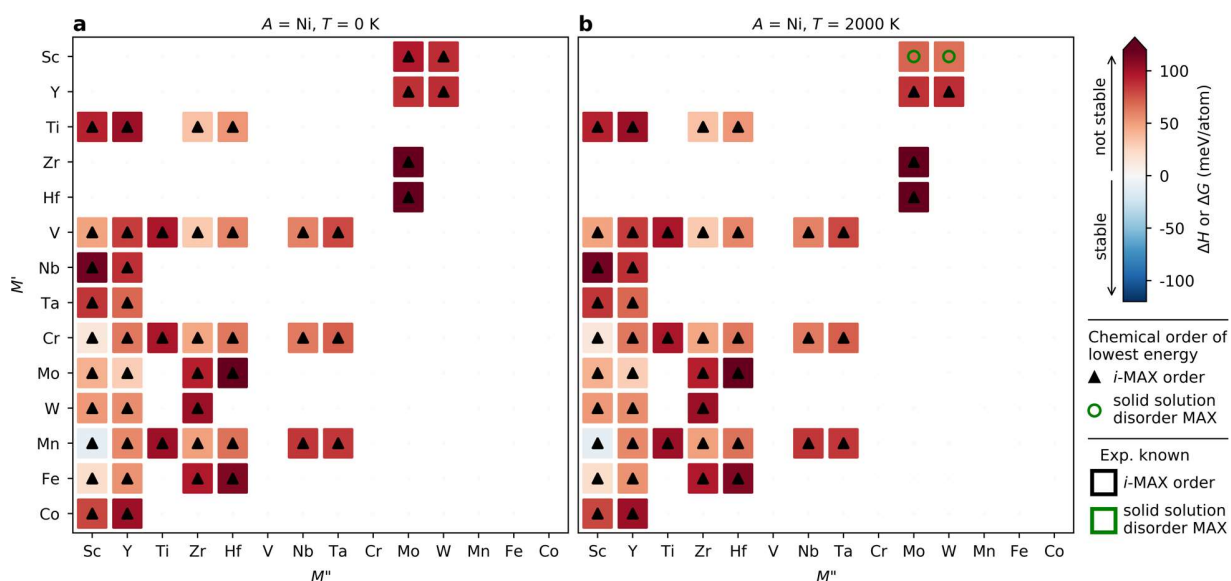 a
A = Ni, T = 0 K
b
A = Ni, T = 2000 K
M'
Sc
Y
Ti
Zr
Hf
V
Nb
Ta
Cr
Mo
W
Mn
Fe
Co
Sc Y Ti Zr Hf V Nb Ta Cr Mo W Mn Fe Co
M"
Sc Y Ti Zr Hf V Nb Ta Cr Mo W Mn Fe Co
M"
not stable
stable
100
50
0
-50
-100
ΔH or ΔG (meV/atom)
Chemical order of
lowest energy
i-MAX order
solid solution
disorder MAX
Exp. known
i-MAX order
solid solution
disorder MAX